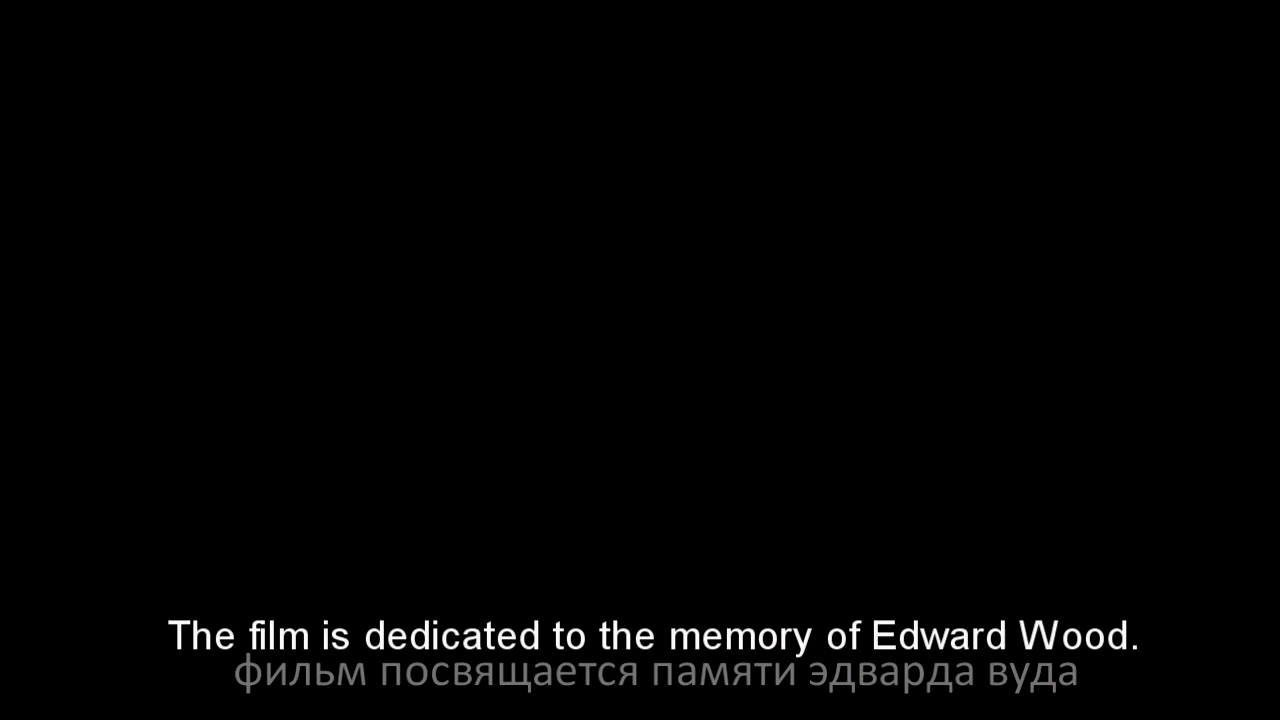 The film is dedicated to the memory of Edward Wood.
фильм посвящается памяти эдварда вуда